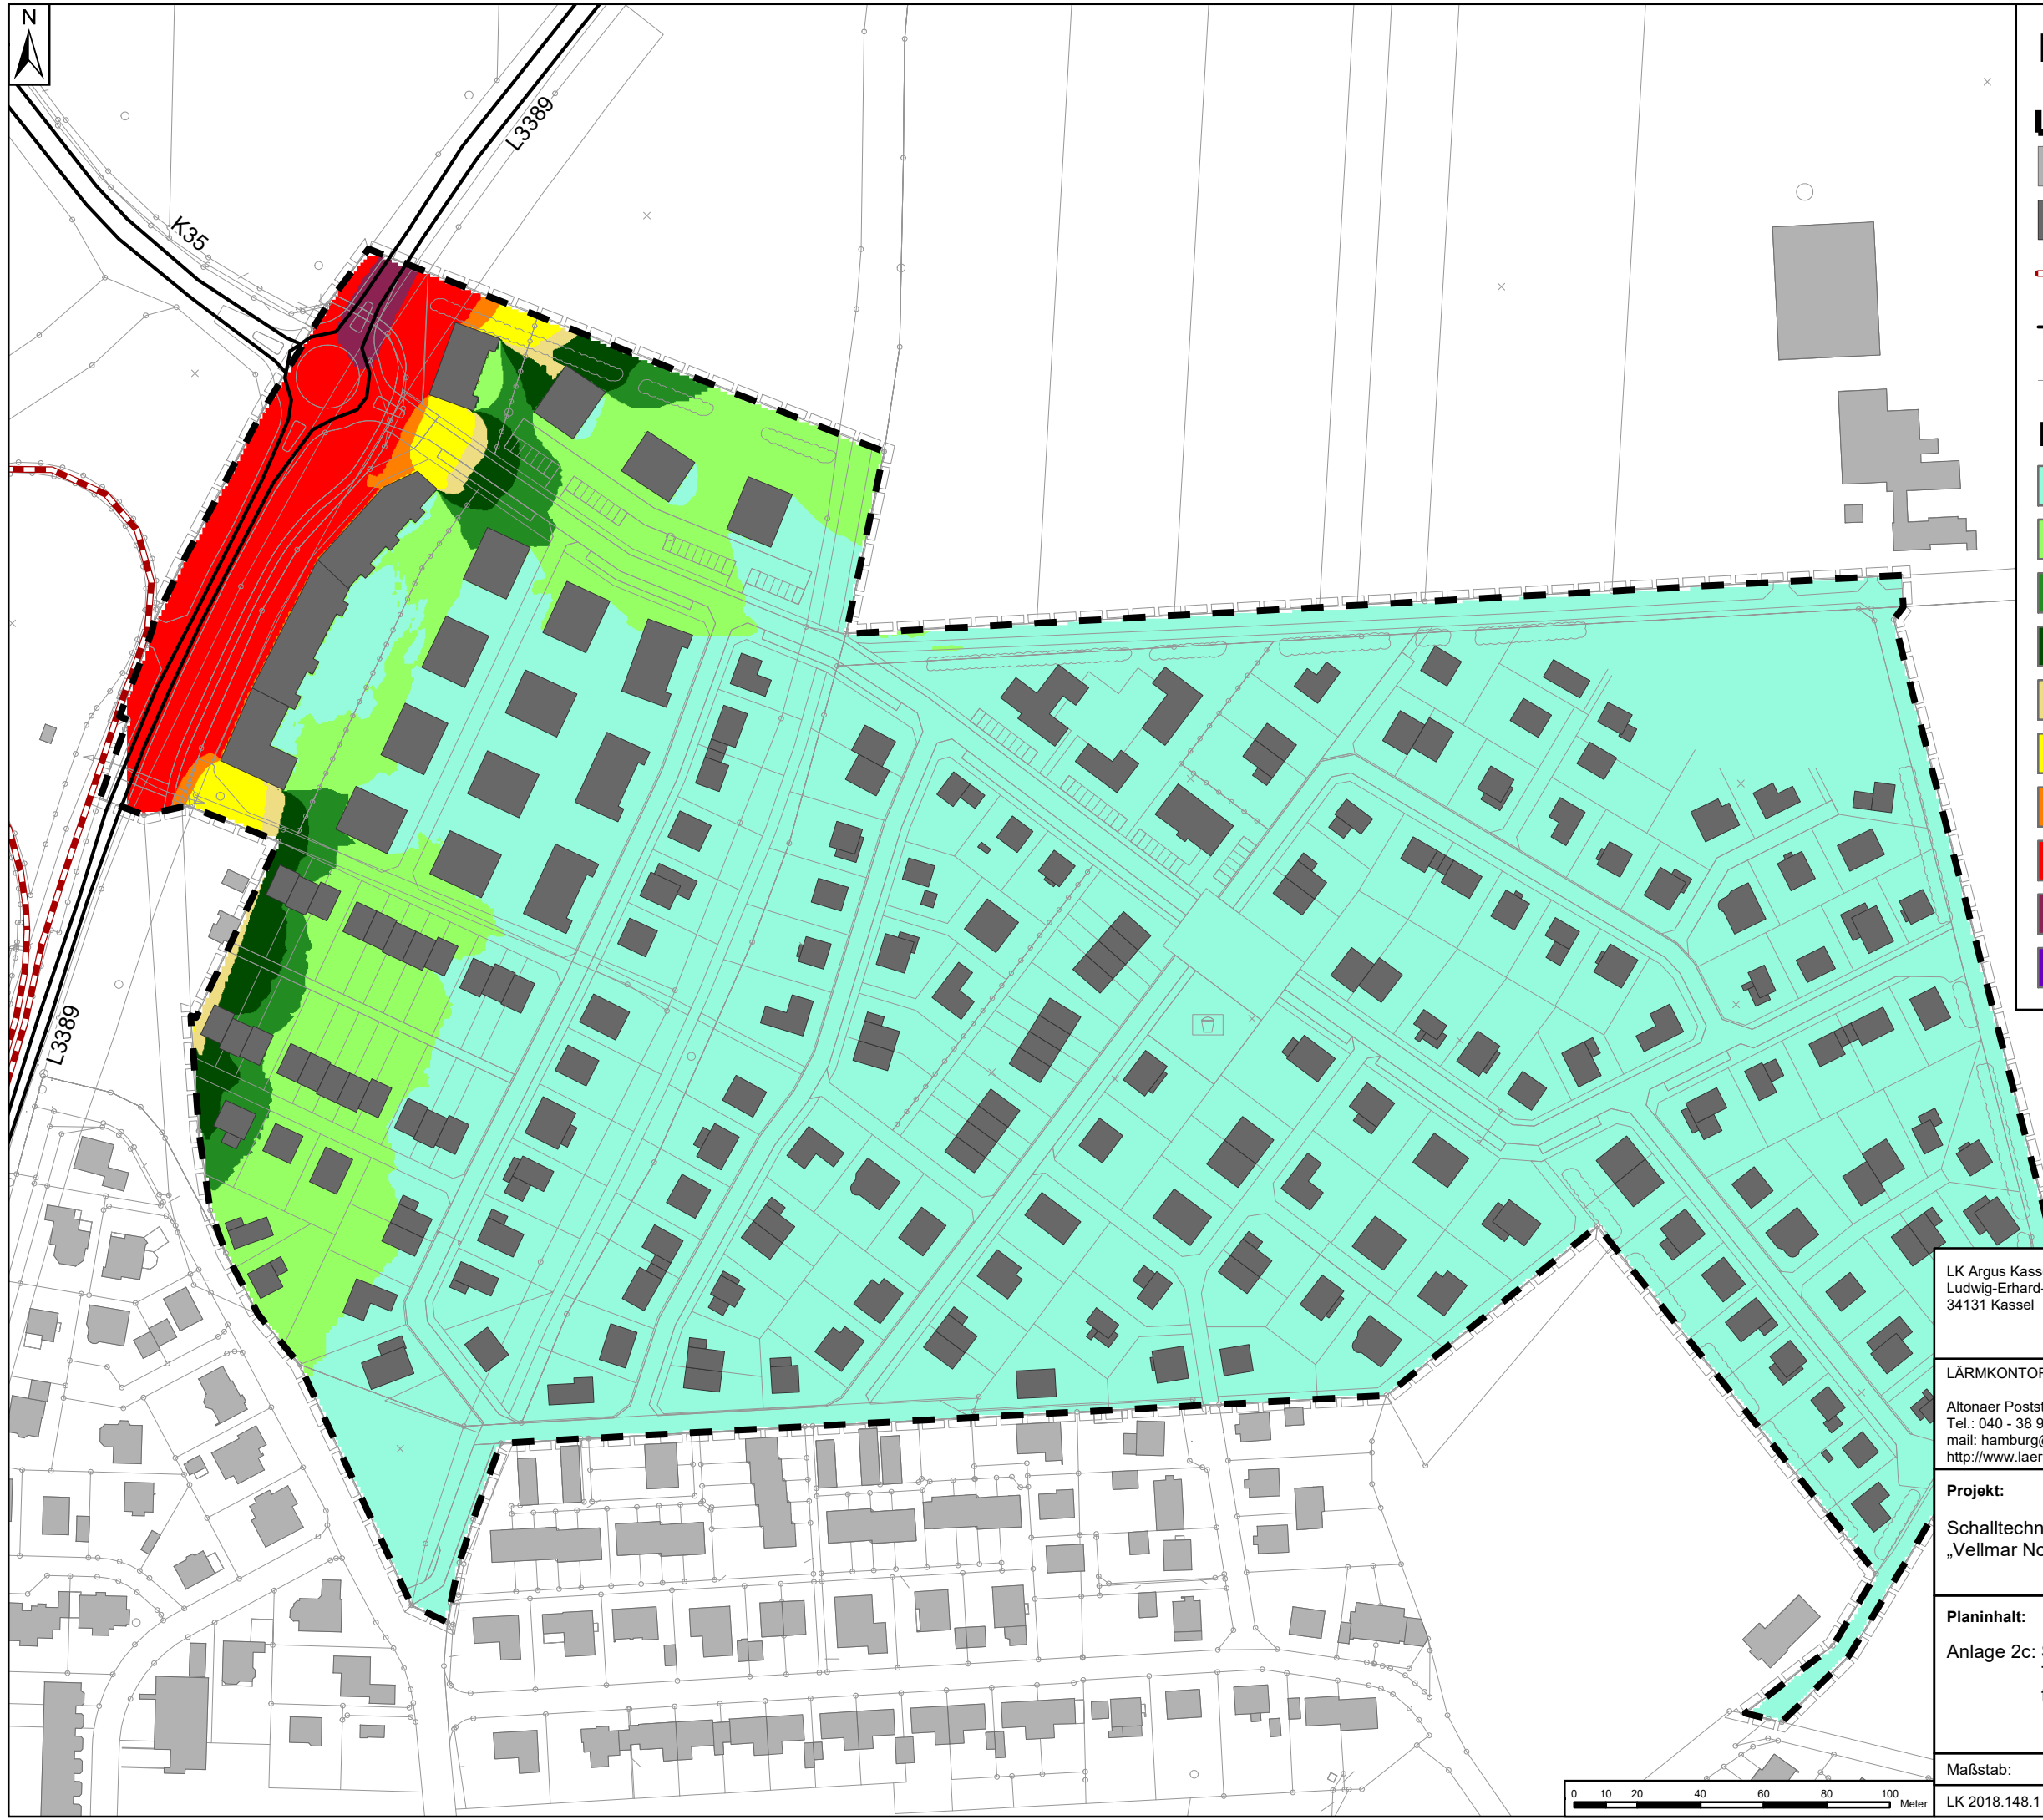 N
L3389
K35
L3389
LK Argus Kass
Ludwig-Erhard-
34131 Kassel
LÄRMKONTOR
Altonaer Postst
Tel.: 040 - 38 9
mail: hamburg@
http://www.laer
Projekt:
Schalltechn
„Vellmar No
Planinhalt:
Anlage 2c:
Maßstab:
0 10 20 40 60 80 100
Meter
LK 2018.148.1